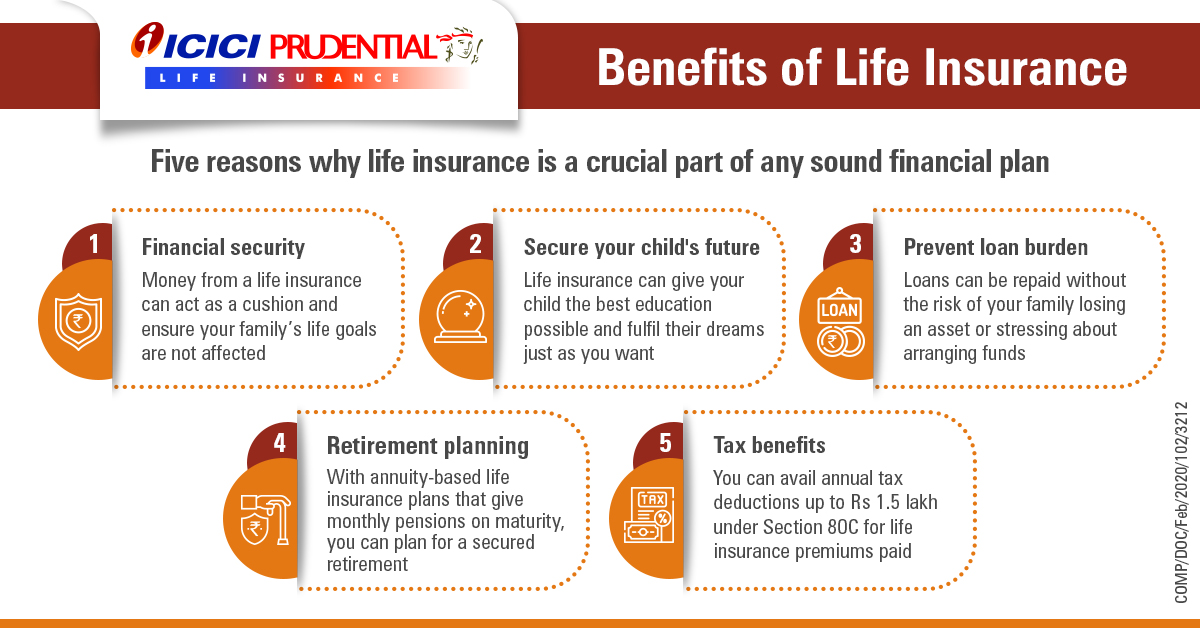 ICICI PRUDENTIAL
LIFE INSURANCE
Benefits of Life Insurance
Five reasons why life insurance is a crucial part of any sound financial plan
1
Financial security
Money from a life insurance
can act as a cushion and
ensure your family's life goals
are not affected
2
Secure your child's future
Life insurance can give your
child the best education
possible and fulfil their dreams
just as you want
3
LOAN
₹
Prevent loan burden
Loans can be repaid without
the risk of your family losing
an asset or stressing about
arranging funds
4
₹
Retirement planning
With annuity-based life
insurance plans that give
monthly pensions on maturity,
you can plan for a secured
retirement
5
TAX
₹
Tax benefits
You can avail annual tax
deductions up to Rs 1.5 lakh
under Section 80C for life
insurance premiums paid
COMP/DOC/Feb/2020/102/3212